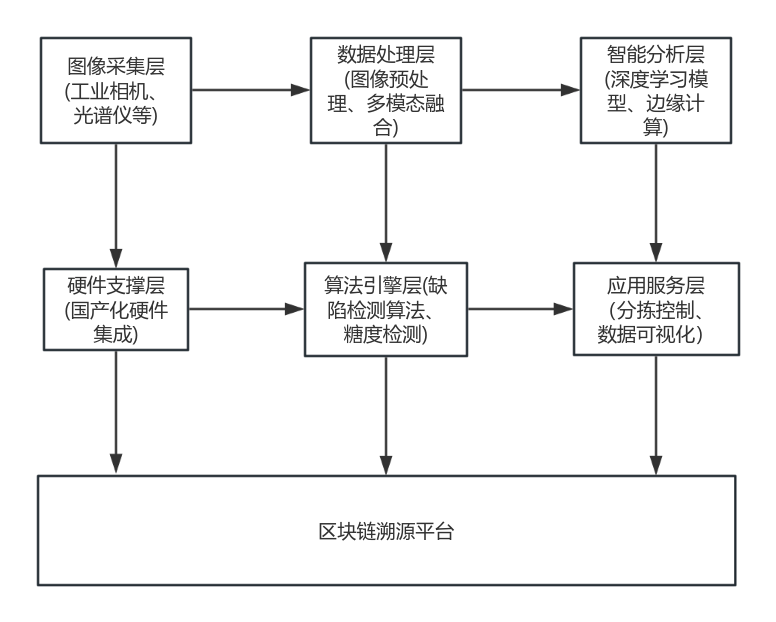 图像采集层
(工业相机、
光谱仪等)
数据处理层
(图像预处
理、多模态融
合)
智能分析层
(深度学习模
型、边缘计
算)
硬件支撑层
(国产化硬件
集成)
算法引擎层(缺
陷检测算法、
糖度检测)
应用服务层
（分拣控制、
数据可视化）
区块链溯源平台